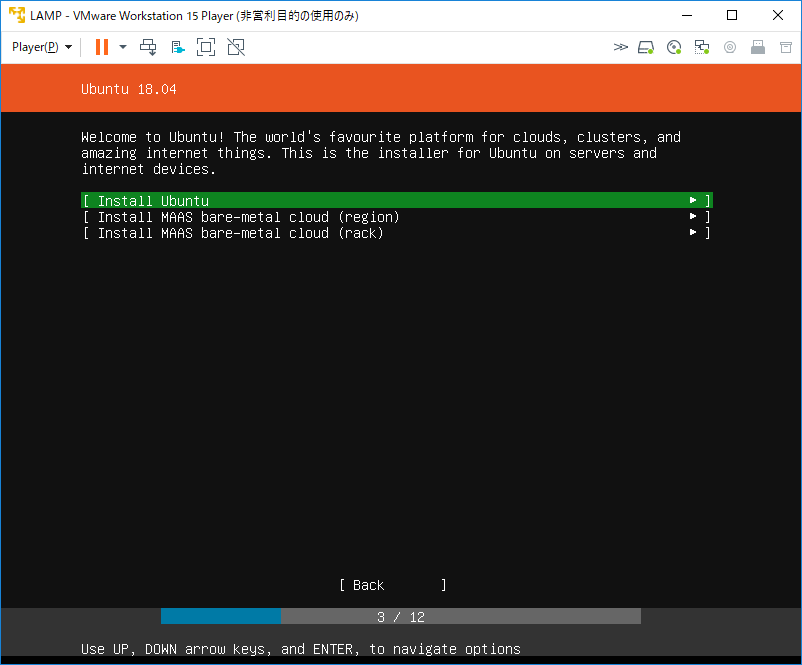 LAMP - VMware Workstation 15 Player (非営利目的の使用のみ)
Player(P)
Ubuntu 18.04
Welcome to Ubuntu! The world's favourite platform for clouds, clusters, and
amazing internet things. This is the installer for Ubuntu on servers and
internet devices.
[ Install Ubuntu ► ]
[ Install MAAS bare-metal cloud (region) ► ]
[ Install MAAS bare-metal cloud (rack) ► ]
[ Back ]
3 / 12
Use UP, DOWN arrow keys, and ENTER, to navigate options